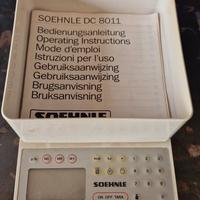 SOEHNLE DC 8011
Bedienungsanleitung
Operating Instructions
Mode d'emploi
Istruzioni per l'uso
Gebruiksaanwijzing
Gebruiksaanwijzing
Brugsanvisning
Bruksanvisning
SOEHNLE
SOEHNLE
ON·OFF/TARA